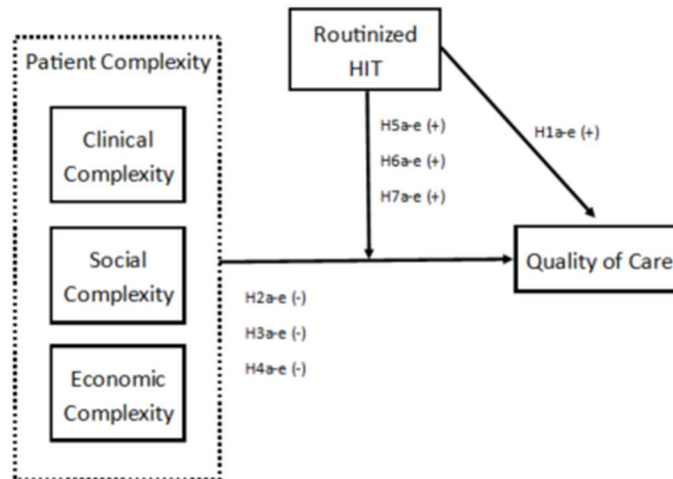 Patient Complexity
Clinical
Complexity
Social
Complexity
Economic
Complexity
Routinized
HIT
H5a-e (+)
H6a-e (+)
H7a-e (+)
H1a-e (+)
H2a-e (-)
H3a-e (-)
H4a-e (-)
Quality of Care